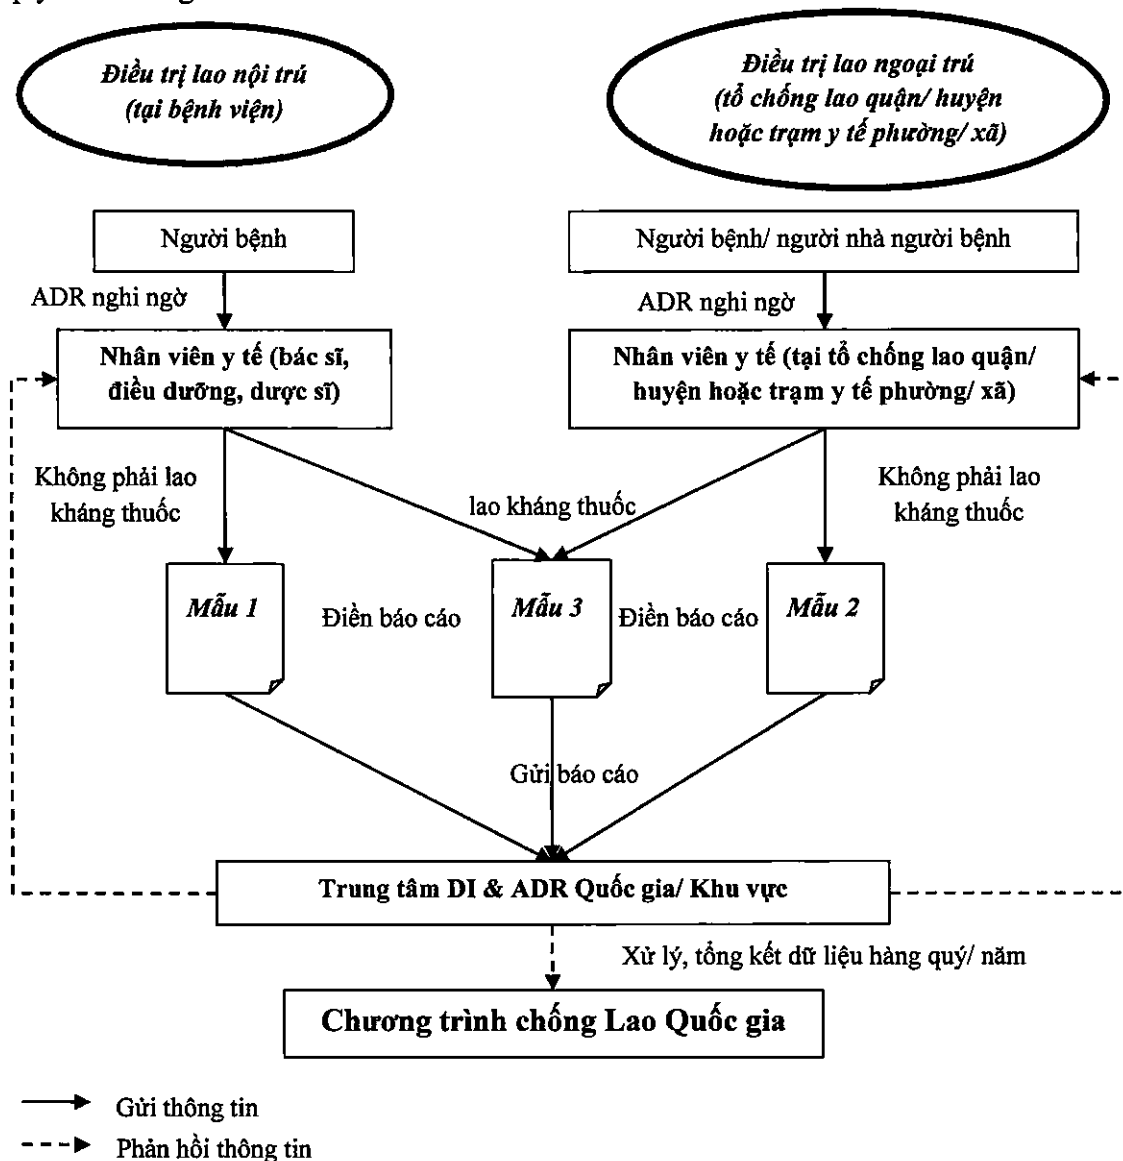 Điều trị lao nội trú
(tại bệnh viện)
Điều trị lao ngoại trú
(tổ chống lao quận/ huyện
hoặc trạm y tế phường/ xã)
Người bệnh
Người bệnh/ người nhà người bệnh
ADR nghi ngờ
ADR nghi ngờ
Nhân viên y tế (bác sĩ,
điều dưỡng, dược sĩ)
Nhân viên y tế (tại tổ chống lao quận/
huyện hoặc trạm y tế phường/ xã)
Không phải lao
kháng thuốc
lao kháng thuốc
Không phải lao
kháng thuốc
Mẫu 1
Điền báo cáo
Mẫu 3
Điền báo cáo
Mẫu 2
Gửi báo cáo
Trung tâm DI & ADR Quốc gia/ Khu vực
Xử lý, tổng kết dữ liệu hàng quý/ năm
Chương trình chống Lao Quốc gia
Gửi thông tin
Phản hồi thông tin